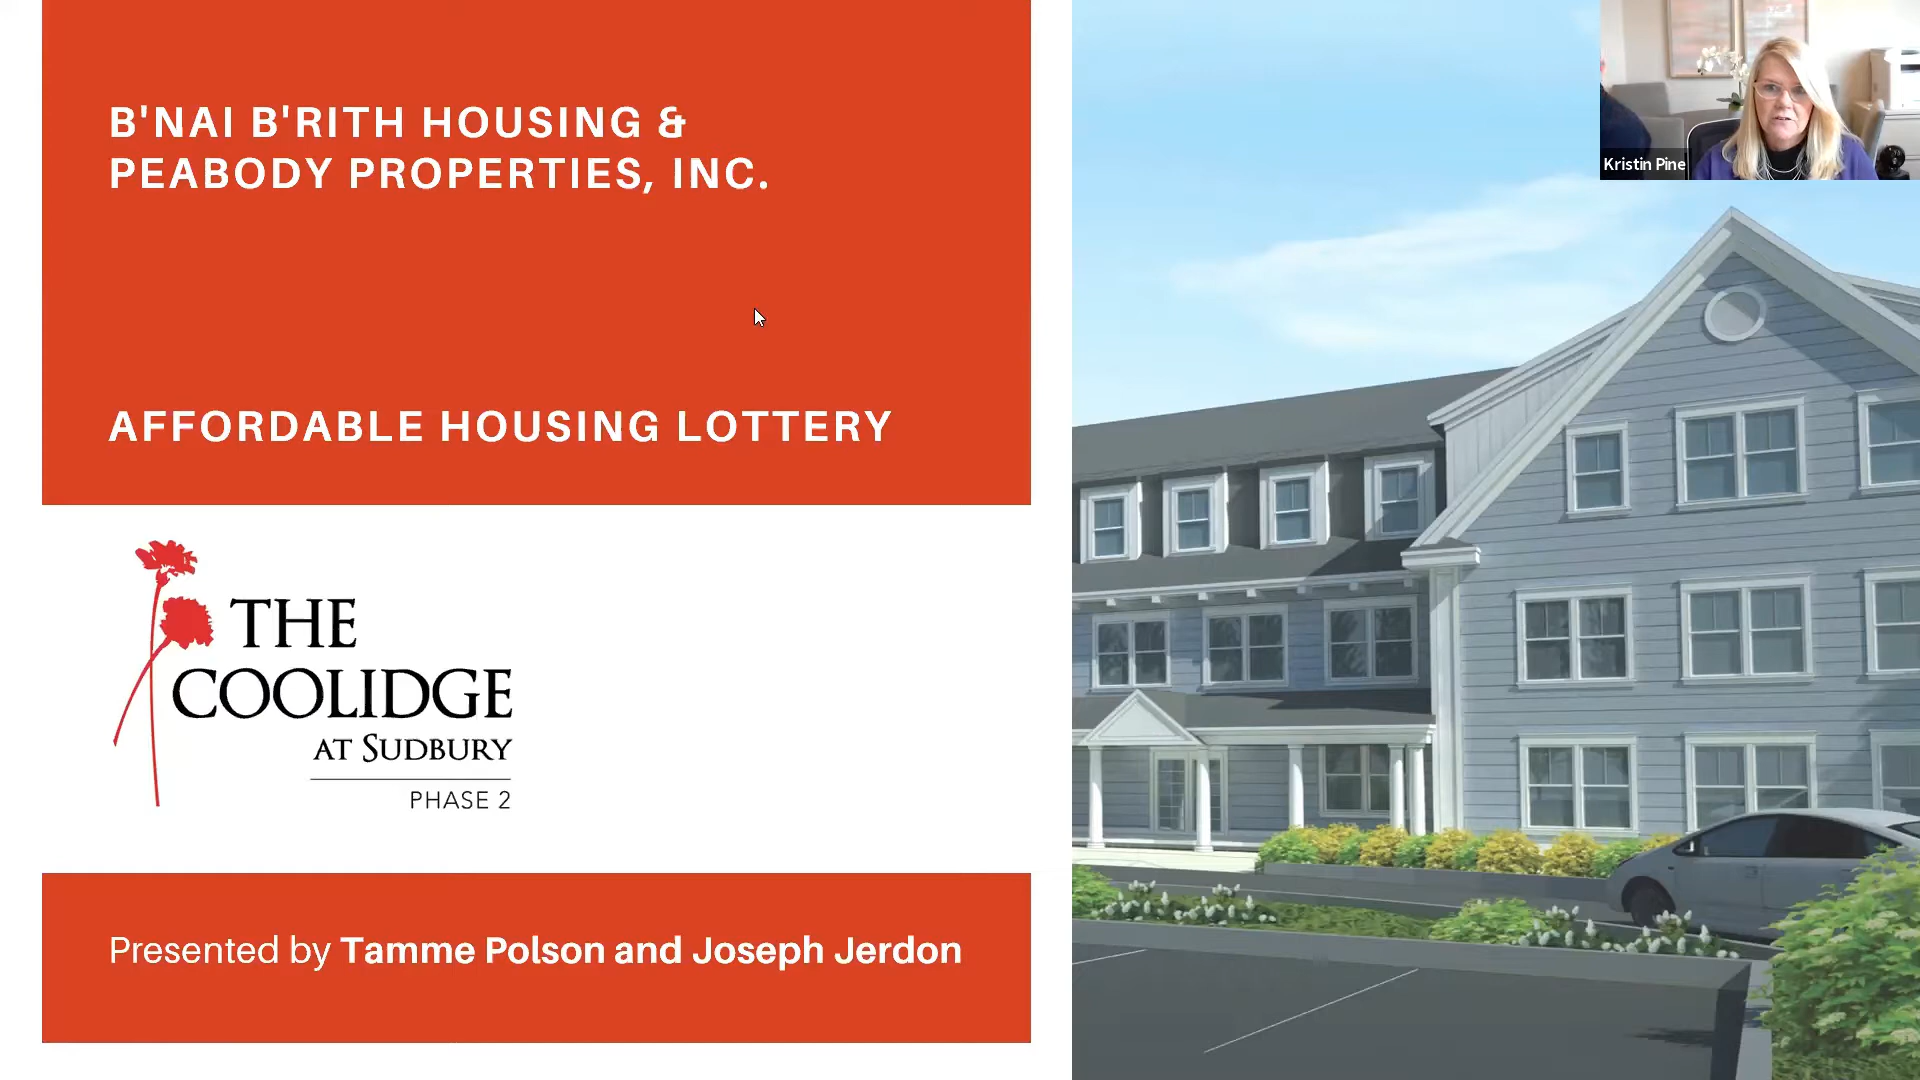 B'NAI B'RITH HOUSING &
PEABODY PROPERTIES, INC.
AFFORDABLE HOUSING LOTTERY
THE
COOLIDGE
AT SUDBURY
PHASE 2
Presented by Tamme Polson and Joseph Jerdon
Kristin Pine